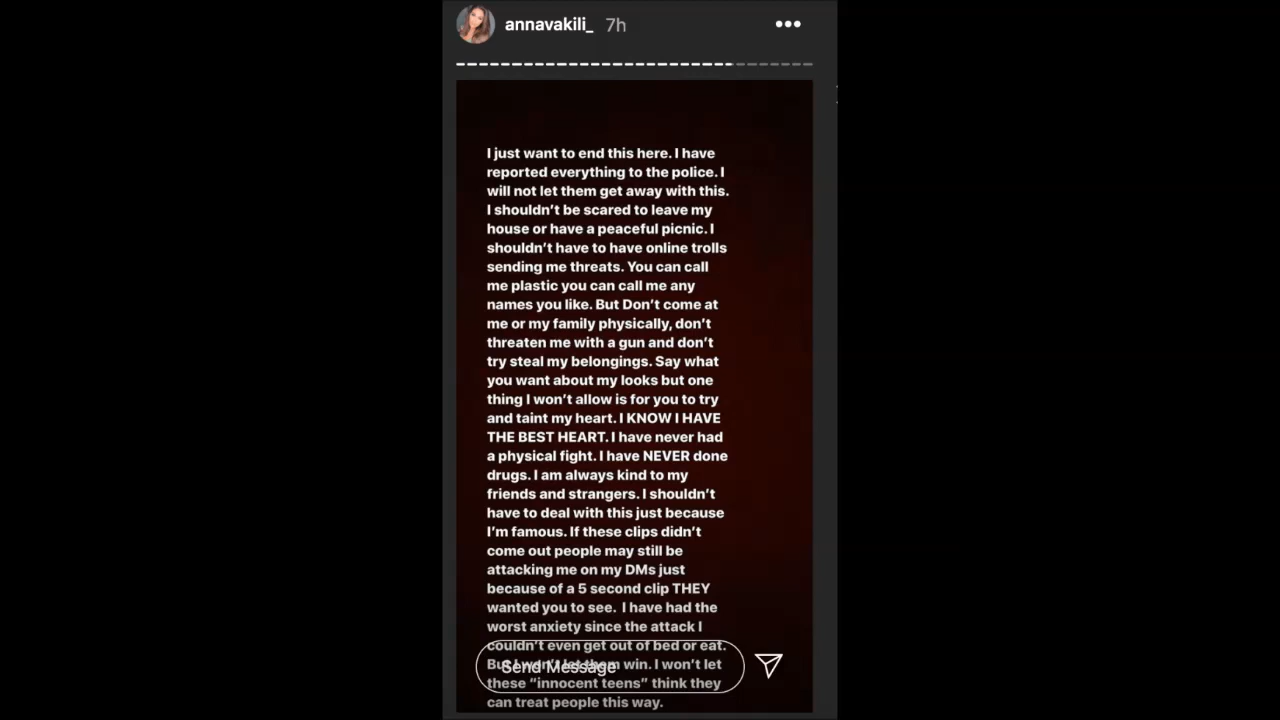 annavakili_ 7h
I just want to end this here. I have
reported everything to the police. I
will not let them get away with this.
I shouldn't be scared to leave my
house or have a peaceful picnic. I
shouldn't have to have online trolls
sending me threats. You can call
me plastic you can call me any
names you like. But Don't come at
me or my family physically, don't
threaten me with a gun and don't
try steal my belongings. Say what
you want about my looks but one
thing I won't allow is for you to try
and taint my heart. I KNOW I HAVE
THE BEST HEART. I have never had
a physical fight. I have NEVER done
drugs. I am always kind to my
friends and strangers. I shouldn't
have to deal with this just because
I'm famous. If these clips didn't
come out people may still be
attacking me on my DMs just
because of a 5 second clip THEY
wanted you to see. I have had the
worst anxiety since the attack I
couldn't even get out of bed or eat.
But I won't let them win. I won't let
Send Message
these “innocent teens” think they
can treat people this way.